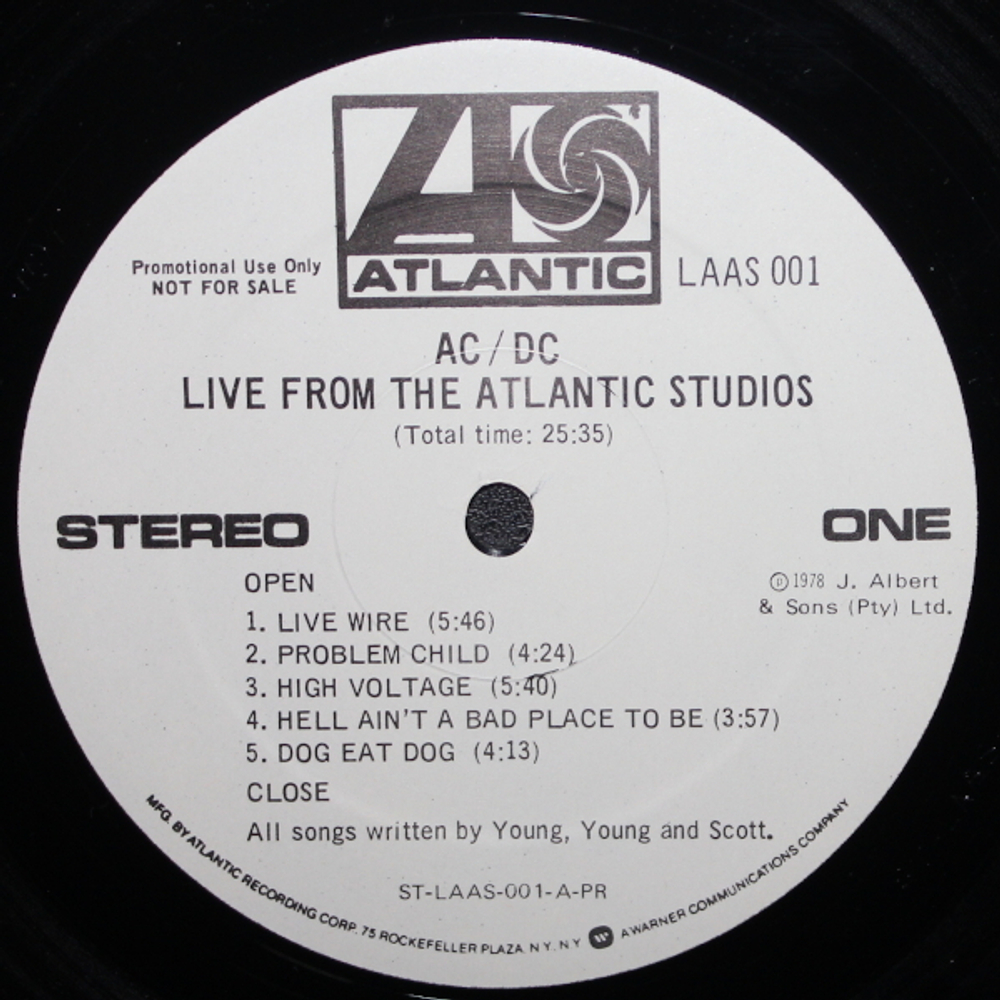 ATLANTIC
Promotional Use Only
NOT FOR SALE
LAAS 001
AC/DC
LIVE FROM THE ATLANTIC STUDIOS
(Total time: 25:35)
STEREO
ONE
℗1978 J. Albert
& Sons (Pty) Ltd.
OPEN
1. LIVE WIRE (5:46)
2. PROBLEM CHILD (4:24)
3. HIGH VOLTAGE (5:40)
4. HELL AIN'T A BAD PLACE TO BE (3:57)
5. DOG EAT DOG (4:13)
CLOSE
All songs written by Young, Young and Scott.
ST-LAAS-001-A-PR
MFG. BY ATLANTIC RECORDING CORP. 75 ROCKEFELLER PLAZA. N.Y. N.Y. A WARNER COMMUNICATIONS COMPANY